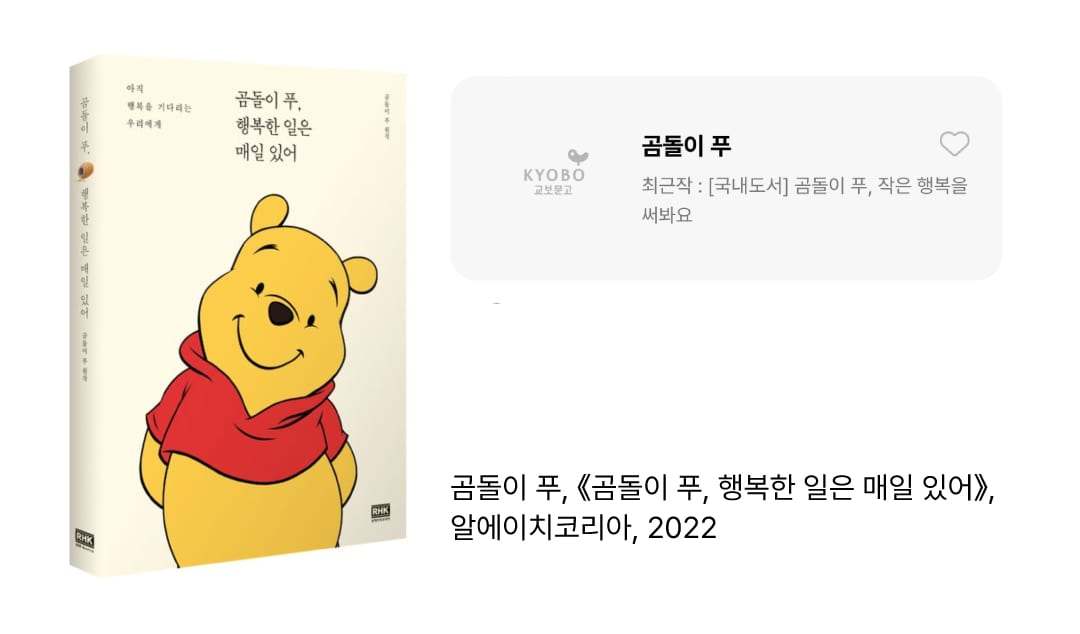 아직
행복을 기다리는
우리에게
곰돌이 푸,
행복한 일은
매일 있어
곰돌이 푸 원작
곰돌이 푸, 행복한 일은 매일 있어
곰돌이 푸 원작
RHK
RHK
KYOBO
교보문고
곰돌이 푸
최근작 : [국내도서] 곰돌이 푸, 작은 행복을
써봐요
곰돌이 푸, 《곰돌이 푸, 행복한 일은 매일 있어》,
알에이치코리아, 2022